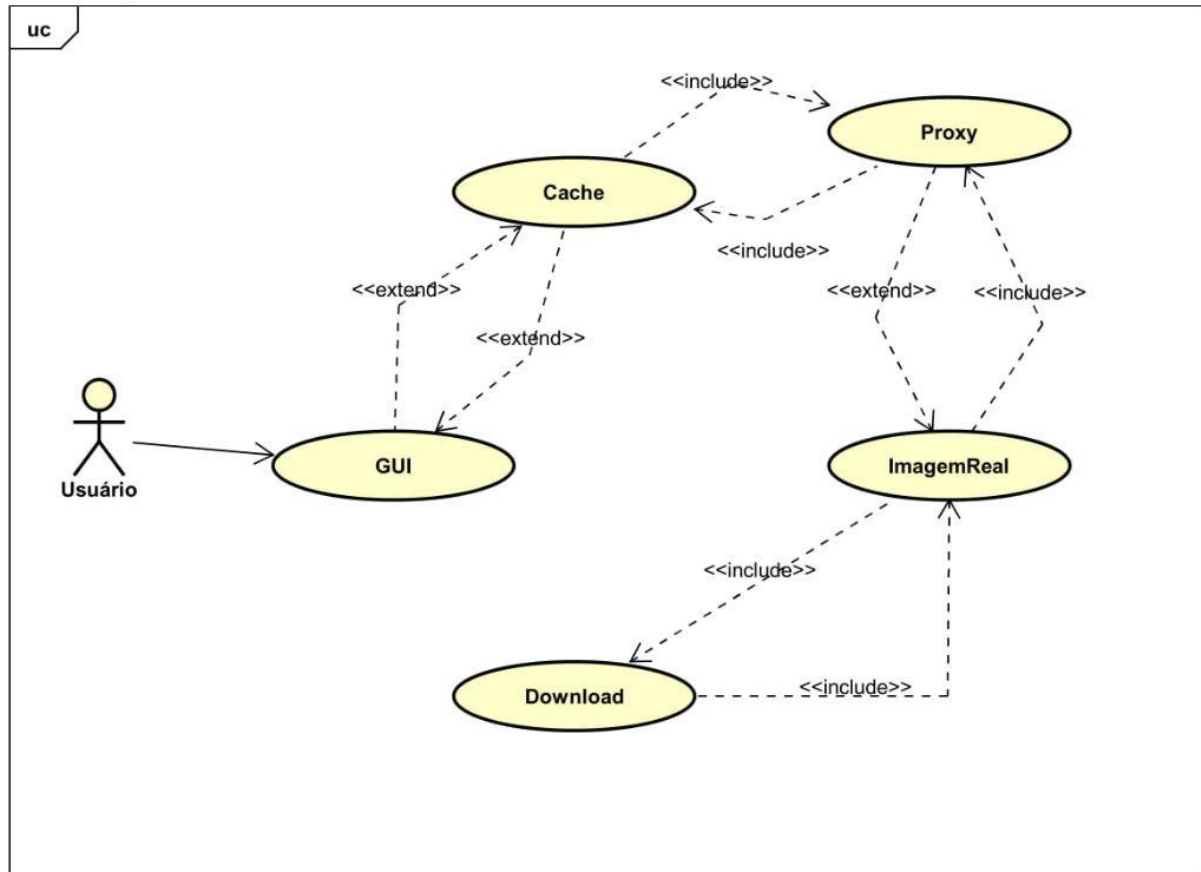 uc
<<include>>
Proxy
Cache
<<include>>
<<extend>>
<<extend>>
<<include>>
<<extend>>
Usuário
GUI
ImagemReal
<<include>>
Download
<<include>>